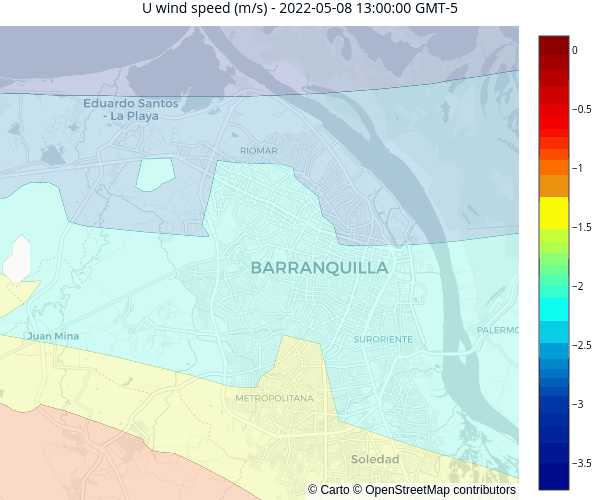 U wind speed (m/s) - 2022-05-08 13:00:00 GMT-5
0
Eduardo Santos
- La Playa
−0.5
RIOMAR
−1
−1.5
BARRANQUILLA
−2
Juan Mina
SURORIENTE
PALERMO
−2.5
METROPOLITANA
−3
Soledad
−3.5
© Carto © OpenStreetMap contributors